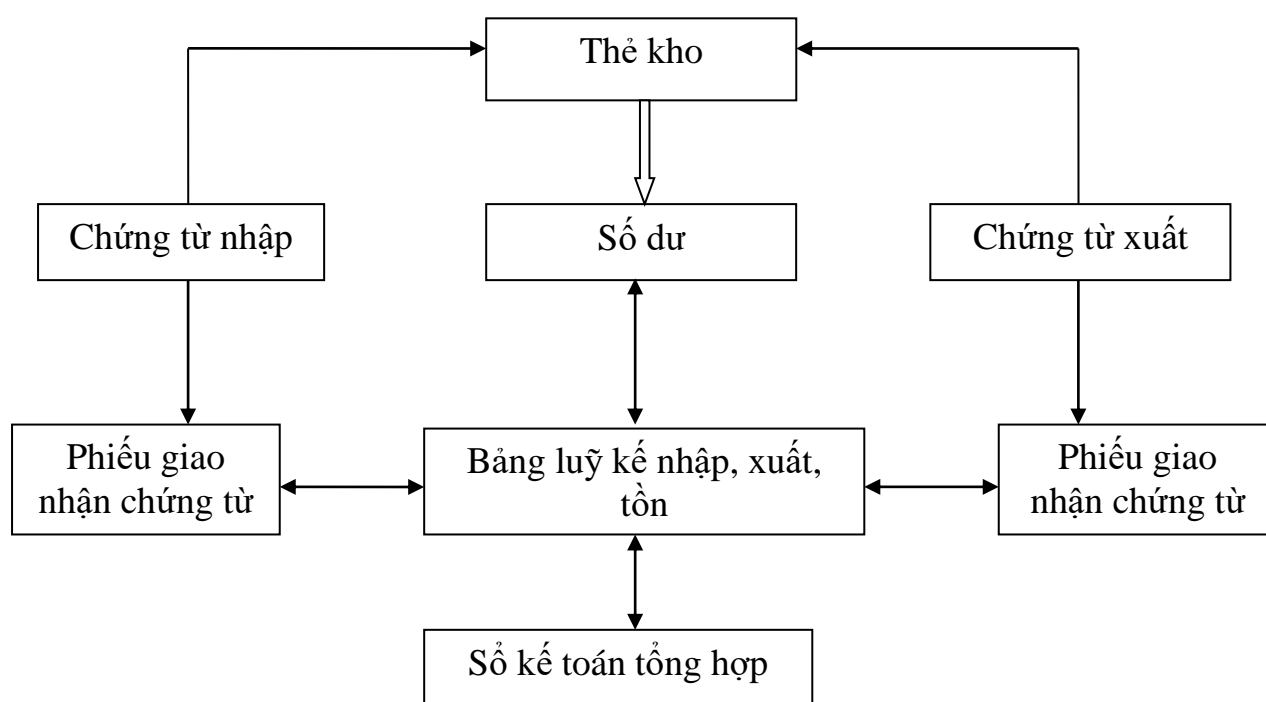 Thẻ kho
Chứng từ nhập
Số dư
Chứng từ xuất
Phiếu giao
nhận chứng từ
Bảng luỹ kế nhập, xuất,
tồn
Phiếu giao
nhận chứng từ
Sổ kế toán tổng hợp